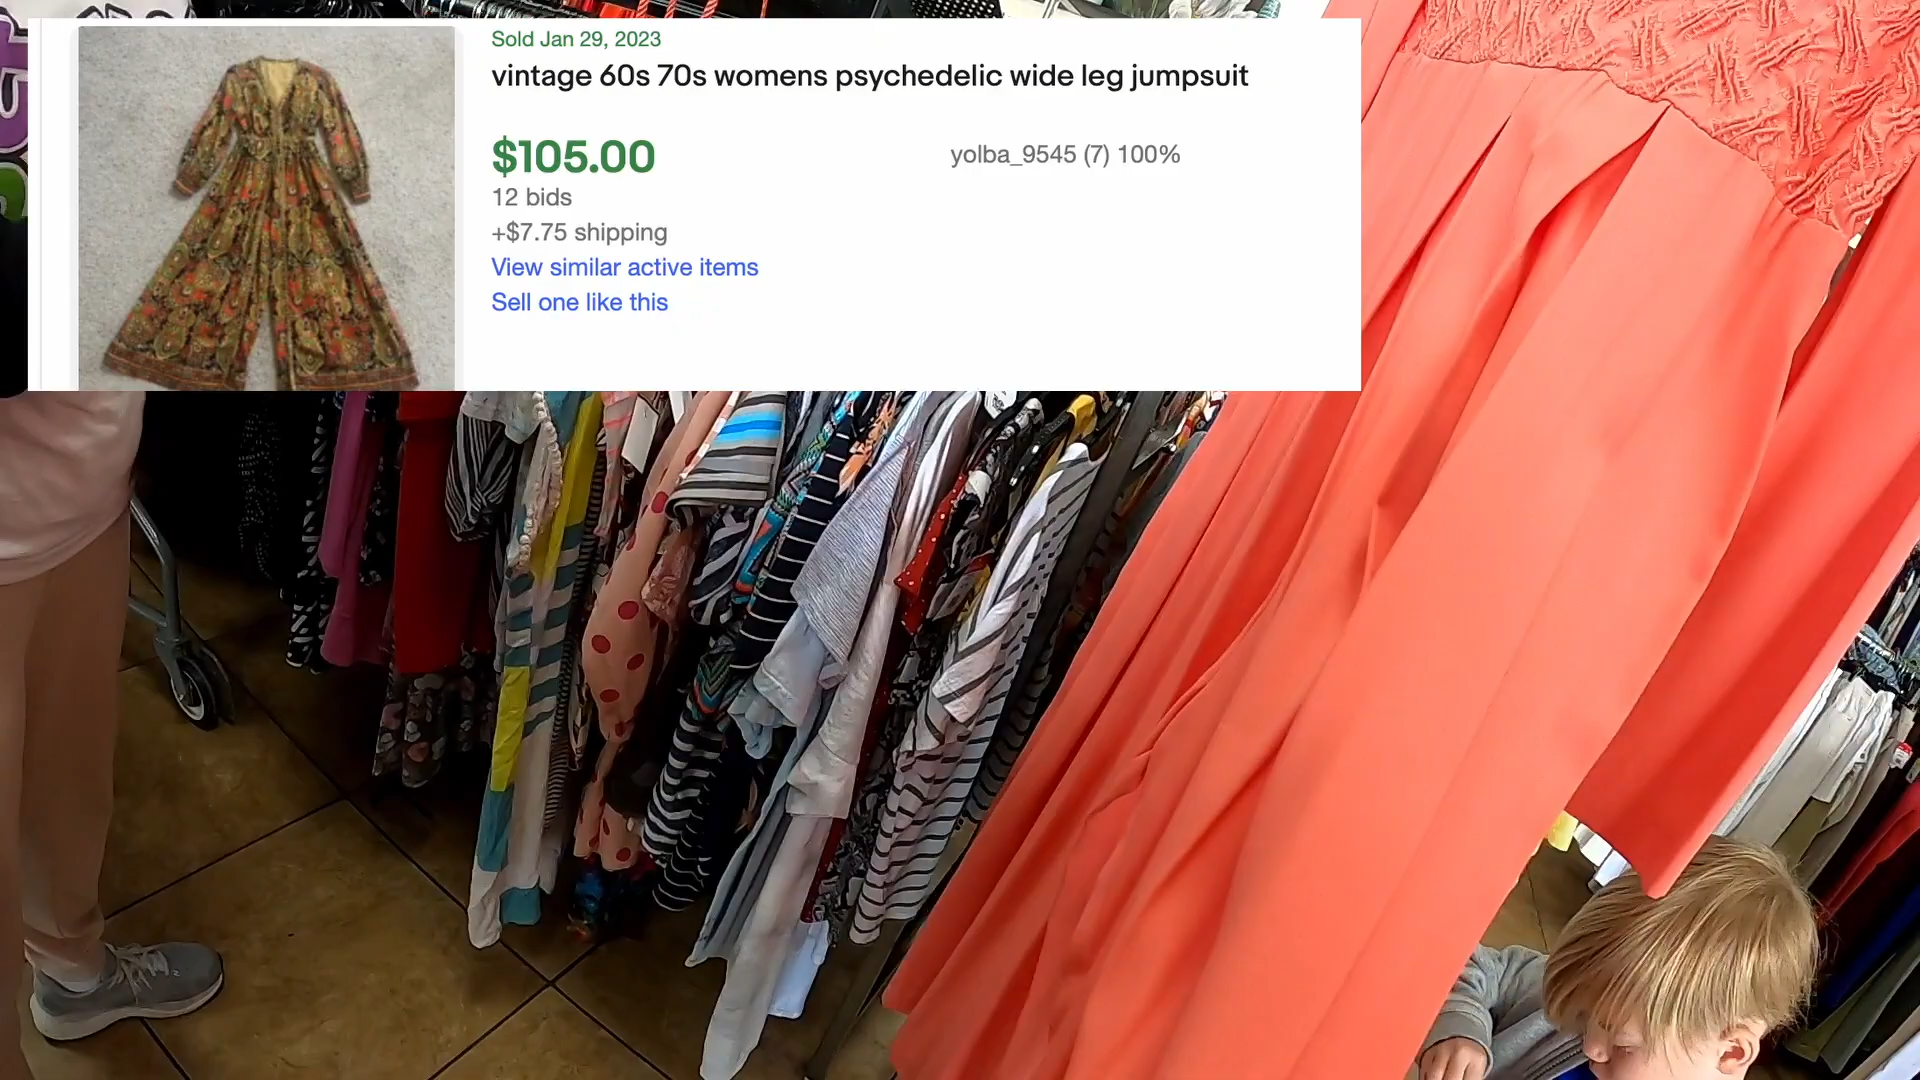 Sold Jan 29, 2023
vintage 60s 70s womens psychedelic wide leg jumpsuit
$105.00
yolba_9545 (7) 100%
12 bids
+$7.75 shipping
View similar active items
Sell one like this